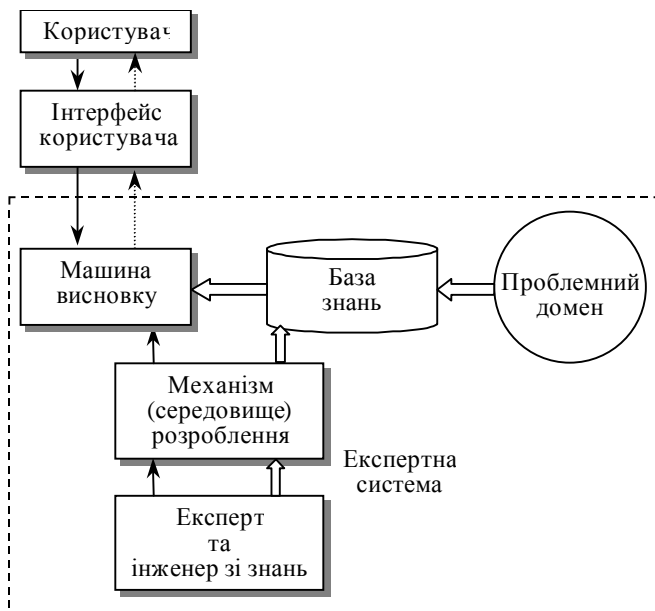 Користувач
Інтерфейс
користувача
Машина
висновку
База
знань
Проблемний
домен
Механізм
(середовище)
розроблення
Експертна
система
Експерт
та
інженер зі знань